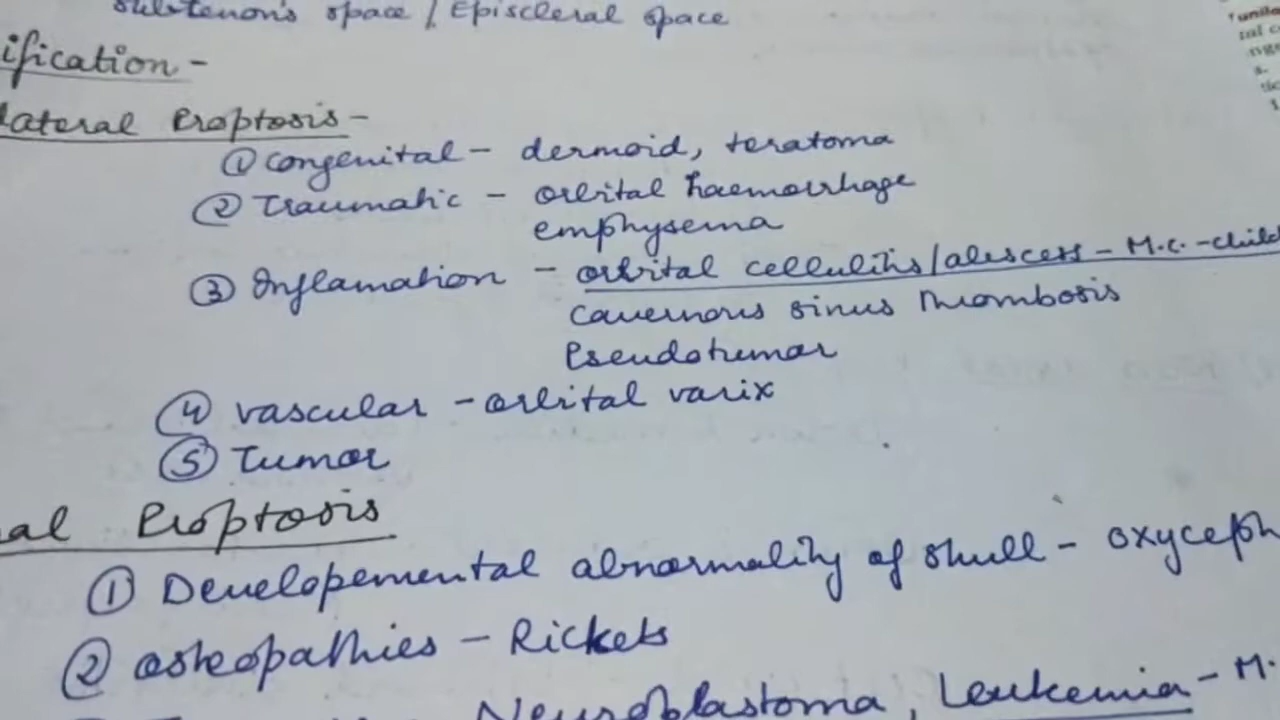 subtenon's space / Episcleral space
ification -
lateral Proptosis -
① Congenital - dermoid, teratoma
② Traumatic - orbital haemorrhage
emphysema
③ Inflamation - orbital cellulitis/abscess - M.C. - child
cavernous sinus thrombosis
Pseudotumor
④ vascular - orbital varix
⑤ Tumor
al Proptosis
① Developemental abnormality of skull - oxyceph
② osteopathies - Rickets
Neuroblastoma, Leukemia - M.